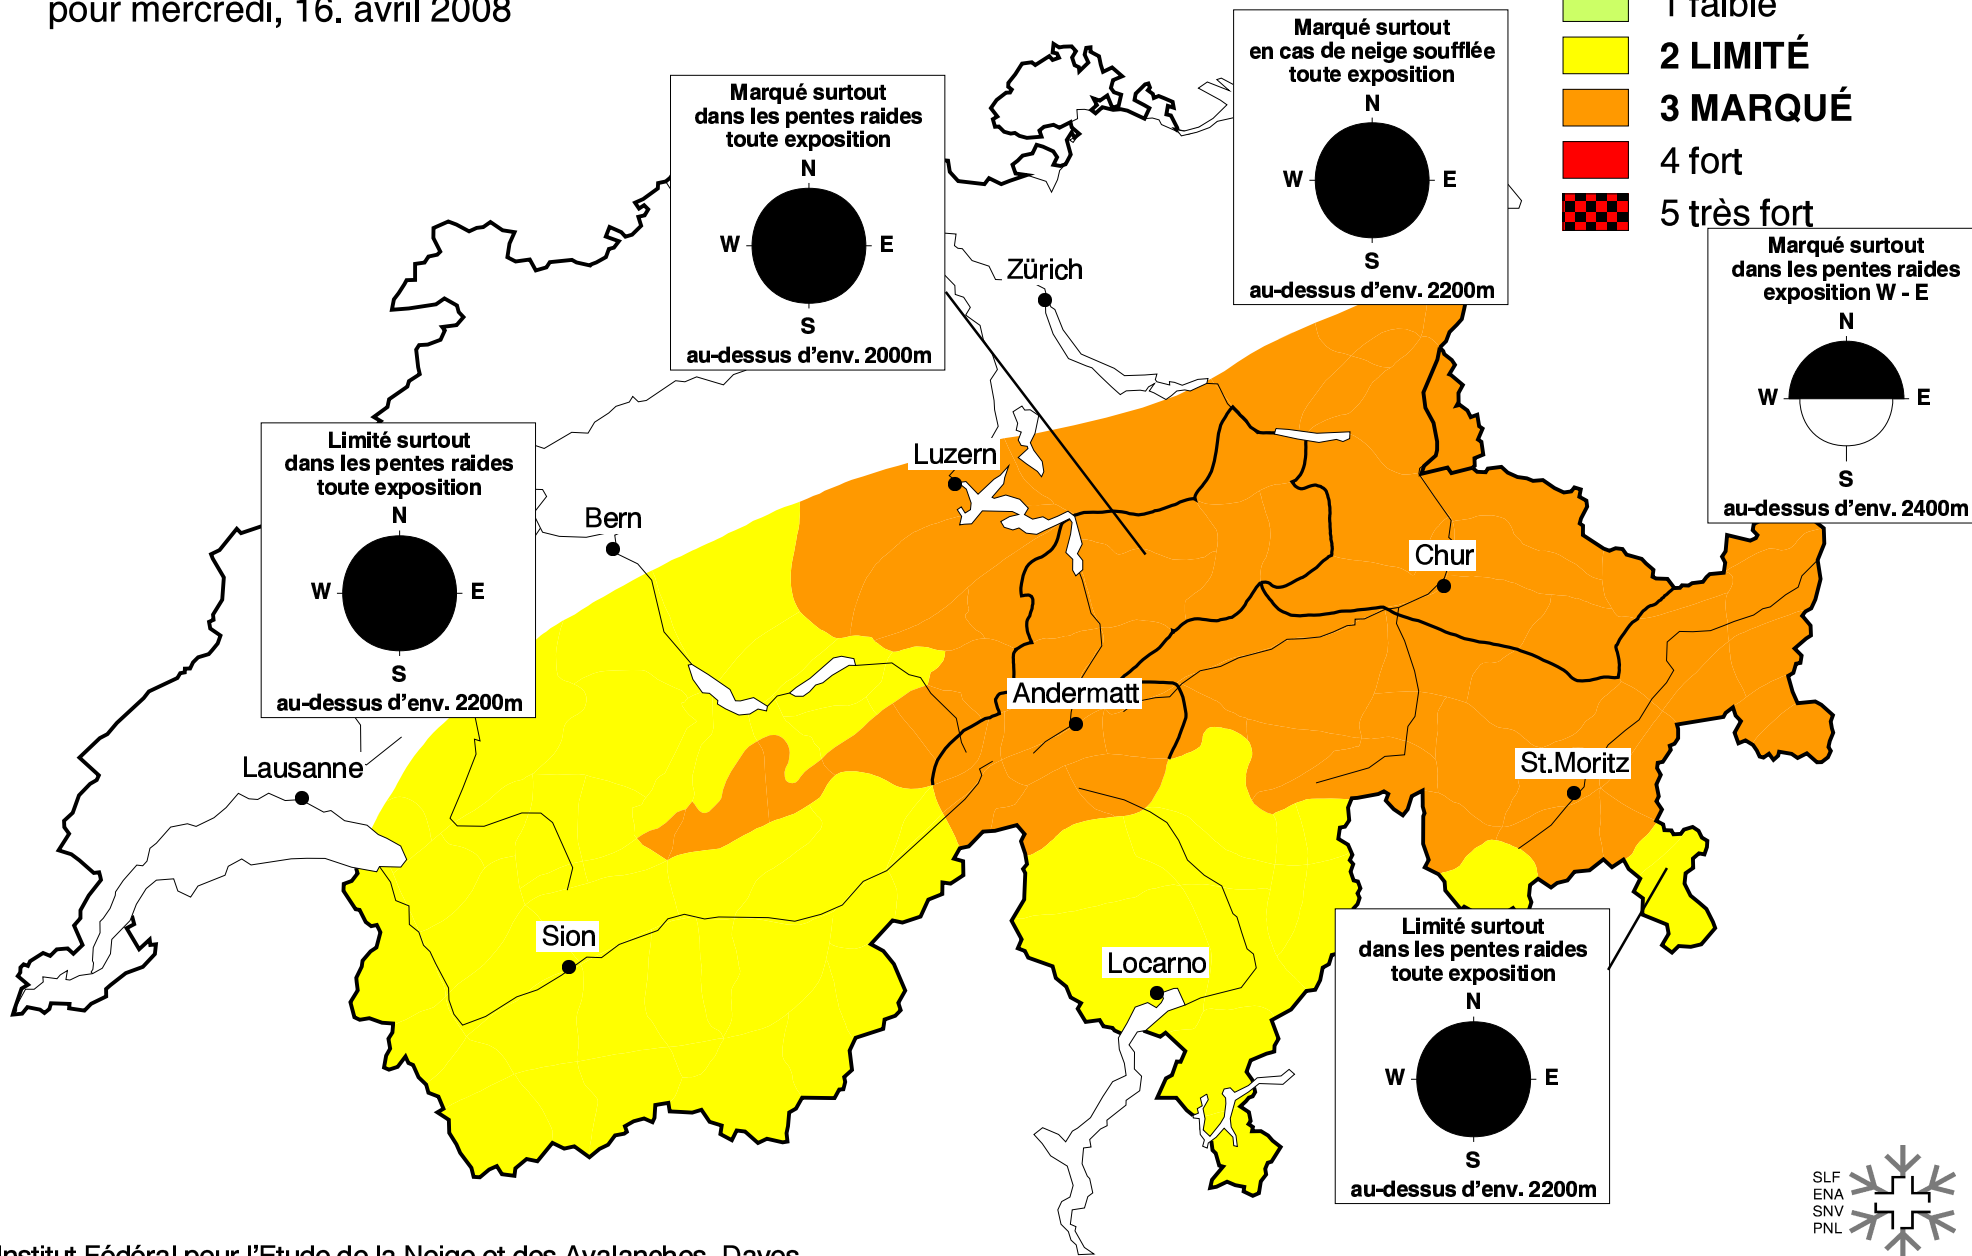 pour mercredi, 16. avril 2008
1 faible
2 LIMITÉ
3 MARQUÉ
4 fort
5 très fort
Marqué surtout
en cas de neige soufflée
toute exposition
N
W
E
S
au-dessus d'env. 2200m
Marqué surtout
dans les pentes raides
toute exposition
N
W
E
S
au-dessus d'env. 2000m
Marqué surtout
dans les pentes raides
exposition W - E
N
W
E
S
au-dessus d'env. 2400m
Limité surtout
dans les pentes raides
toute exposition
N
W
E
S
au-dessus d'env. 2200m
Zürich
Luzern
Bern
Chur
Andermatt
Lausanne
St.Moritz
Sion
Locarno
Limité surtout
dans les pentes raides
toute exposition
N
W
E
S
au-dessus d'env. 2200m
SLF
ENA
SNV
PNL
Institut Fédéral pour l'Etude de la Neige et des Avalanches, Davos